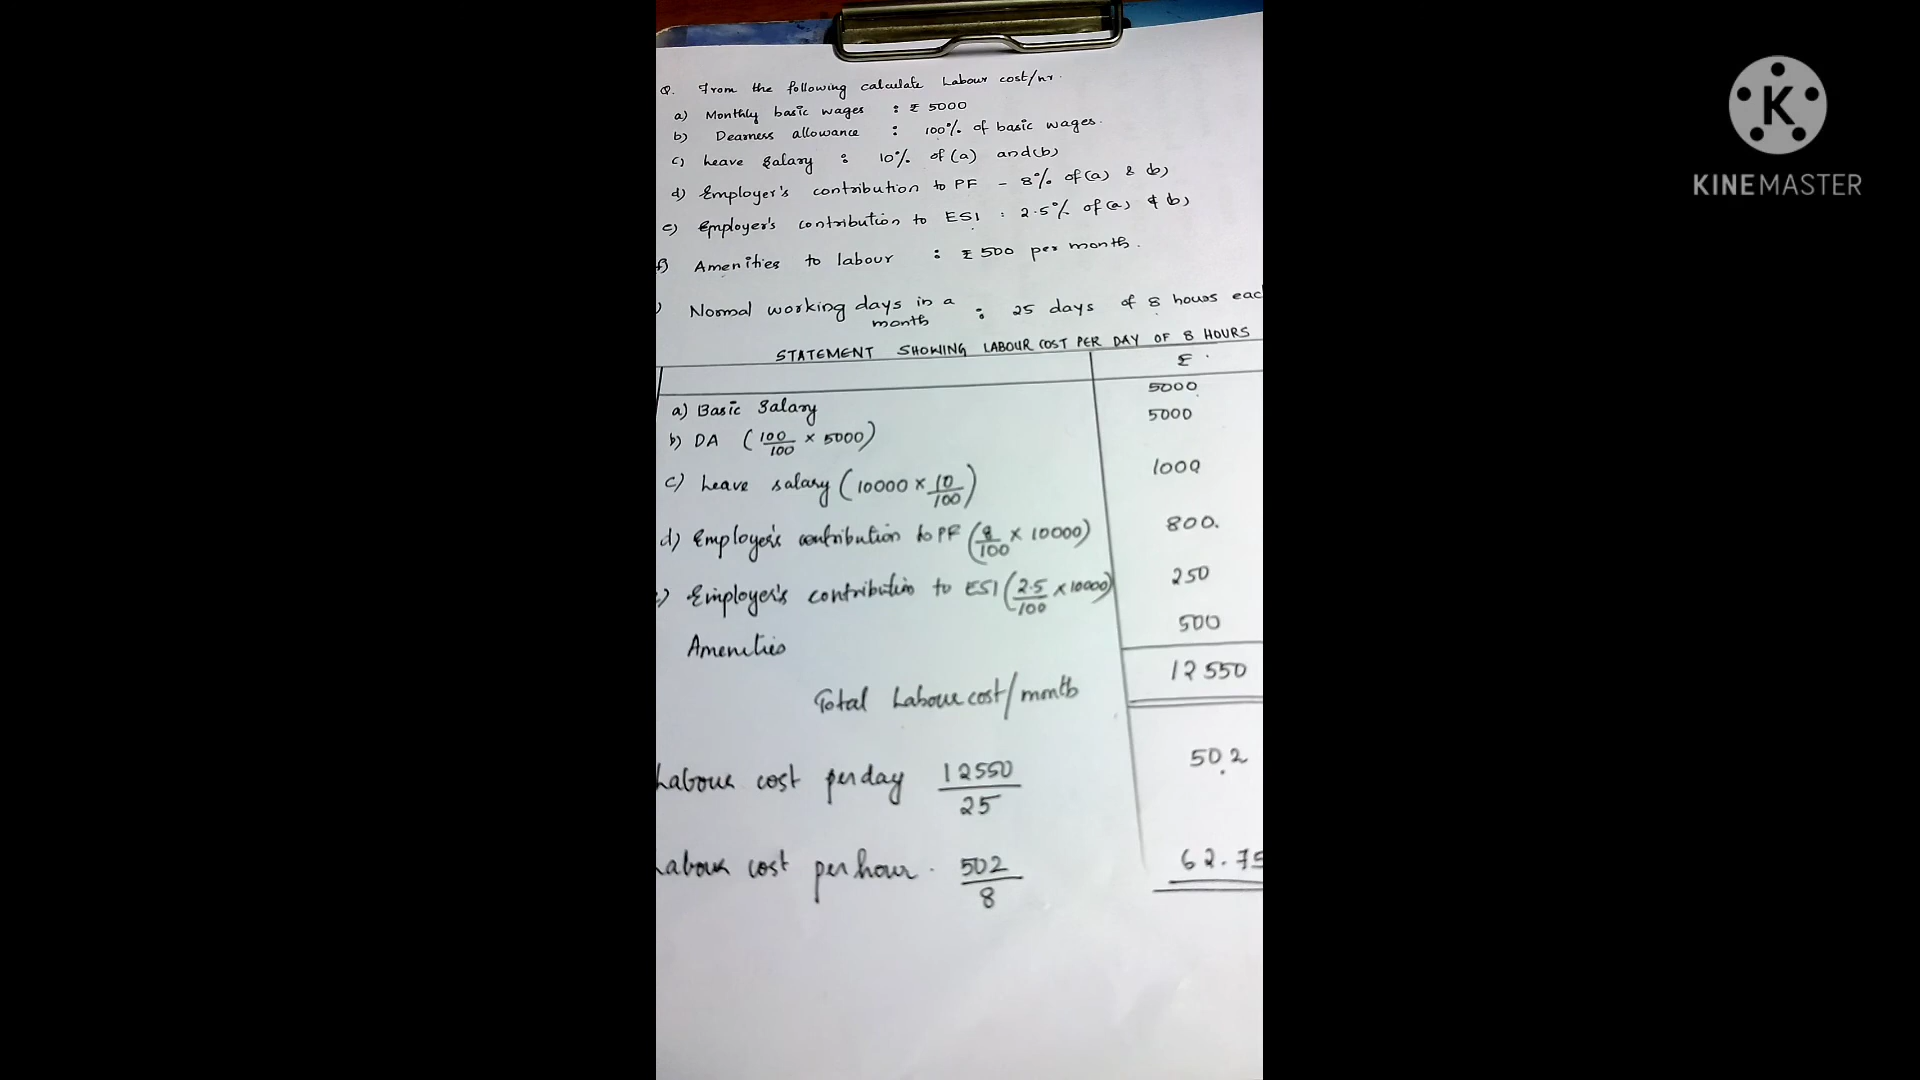 Q. From the following calculate Labour cost/hr.
a) Monthly basic wages : ₹ 5000
b) Dearness allowance : 100% of basic wages.
c) Leave Salary : 10% of (a) and (b)
d) Employer's contribution to PF - 8% of (a) & (b)
e) Employer's contribution to ESI : 2.5% of (a) & (b)
f) Amenities to labour : ₹ 500 per month.
) Normal working days in a month : 25 days of 8 hours eac
STATEMENT SHOWING LABOUR COST PER DAY OF 8 HOURS
₹.
a) Basic Salary 5000
b) DA (100/100 × 5000) 5000
c) Leave salary (10000 × 10/100) 1000
d) Employer's contribution to PF (8/100 × 10000) 800.
) Employer's contribution to ESI (2.5/100 × 10000) 250
Amenities 500
Total Labour cost/month 12550
Labour cost per day 12550/25 502
Labour cost per hour. 502/8 62.75
K
KINEMASTER